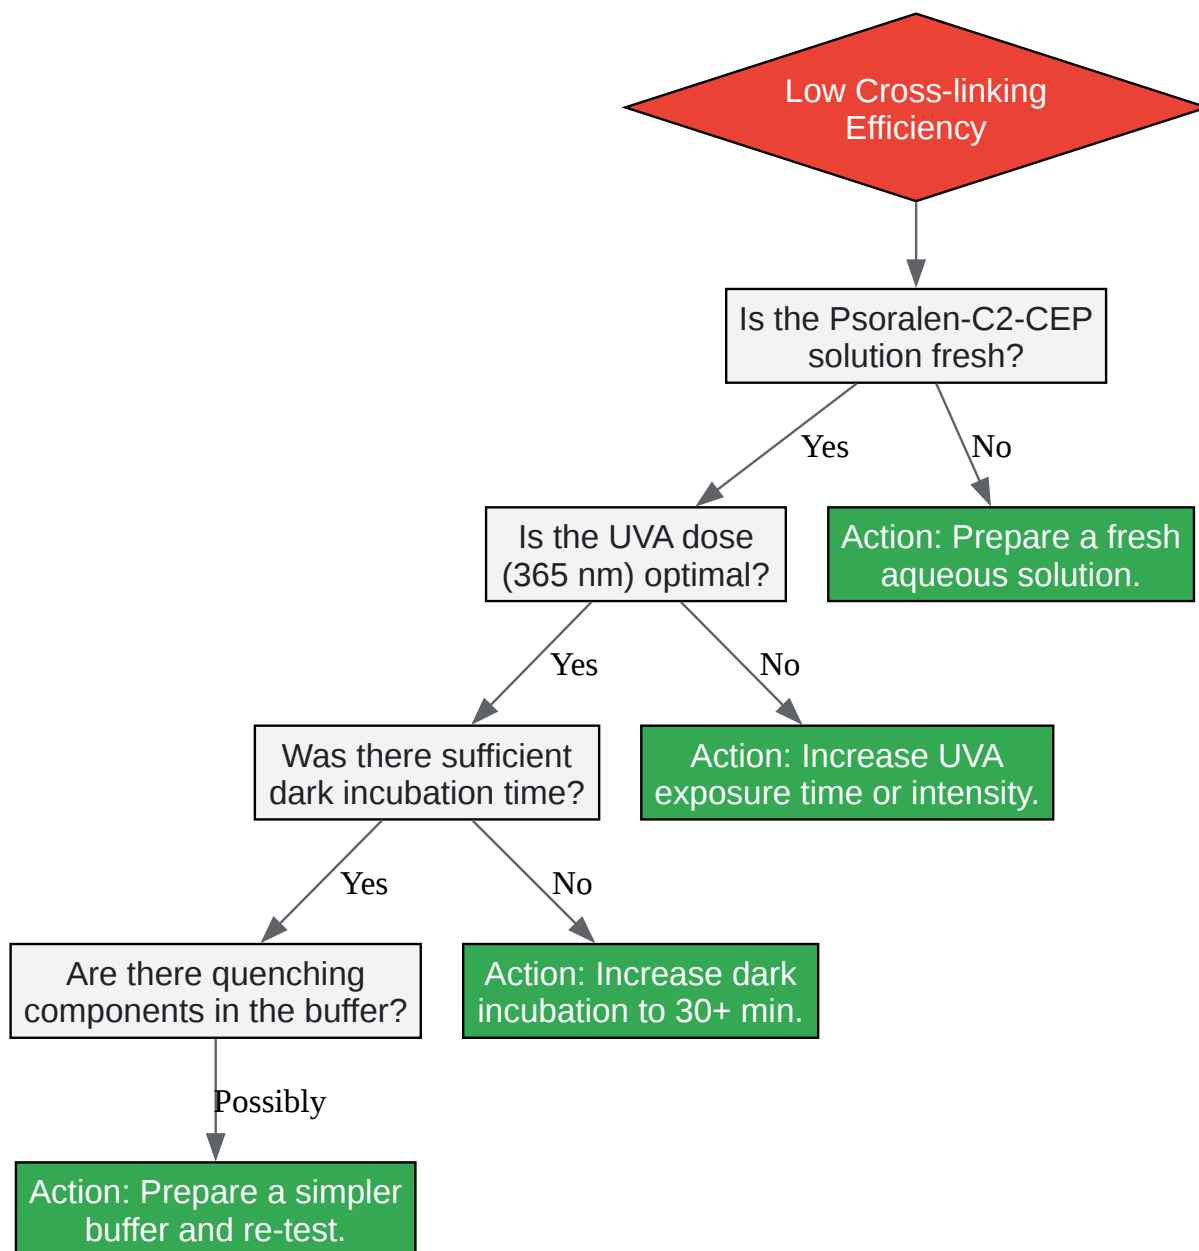 Low Cross-linking
Efficiency
Is the Psoralen-C2-CEP
solution fresh?
Yes
No
Is the UVA dose
(365 nm) optimal?
Action: Prepare a fresh
aqueous solution.
Yes
No
Was there sufficient
dark incubation time?
Action: Increase UVA
exposure time or intensity.
Yes
No
Are there quenching
components in the buffer?
Action: Increase dark
incubation to 30+ min.
Possibly
Action: Prepare a simpler
buffer and re-test.